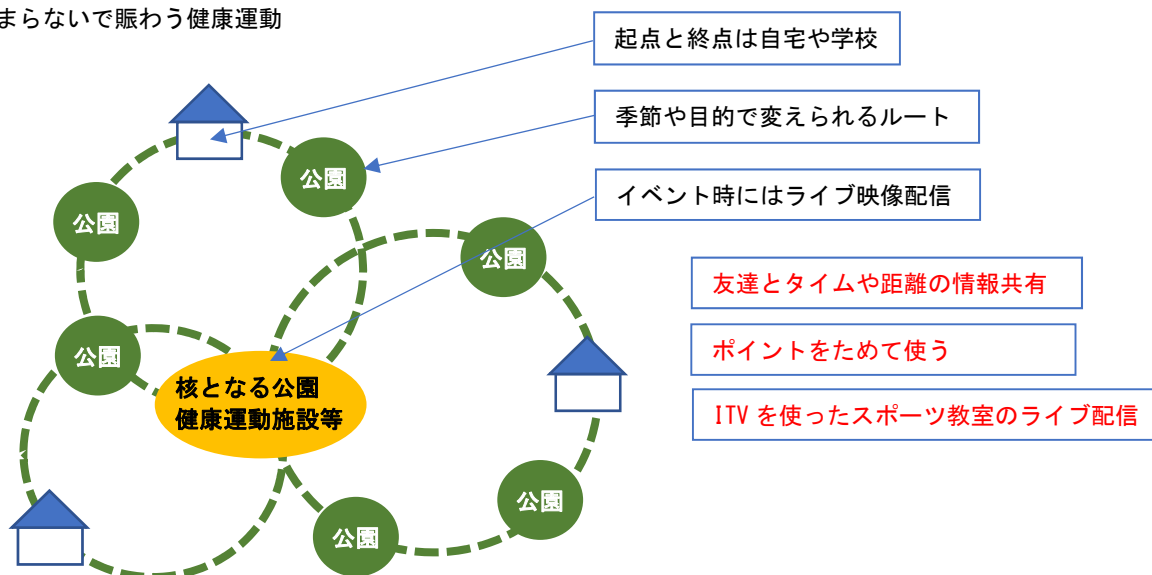 まらないで賑わう健康運動
起点と終点は自宅や学校
季節や目的で変えられるルート
イベント時にはライブ映像配信
公園
公園
公園
公園
核となる公園
健康運動施設等
公園
公園
友達とタイムや距離の情報共有
ポイントをためて使う
ITV を使ったスポーツ教室のライブ配信